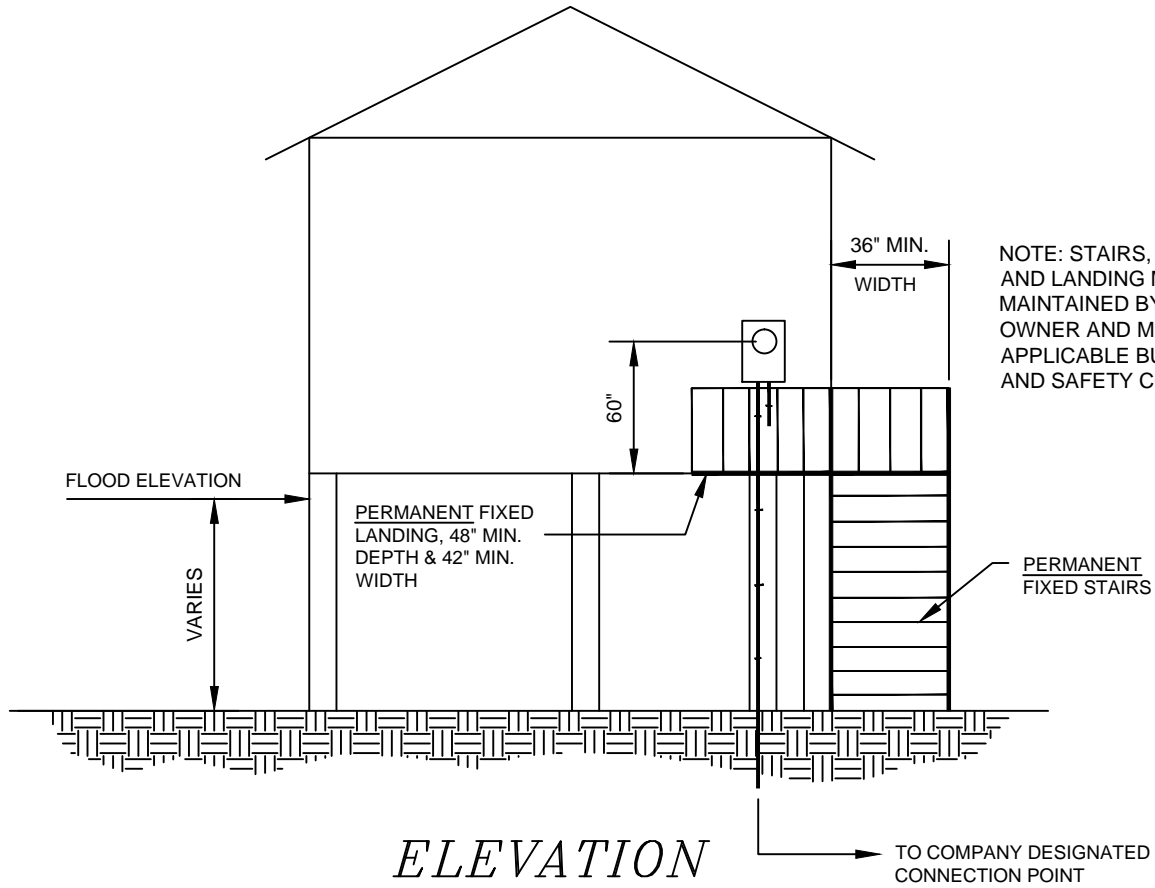 36" MIN.
WIDTH
NOTE: STAIRS,
AND LANDING
MAINTAINED BY
OWNER AND
APPLICABLE
AND SAFETY
60"
FLOOD ELEVATION
PERMANENT FIXED
LANDING, 48" MIN.
DEPTH & 42" MIN.
WIDTH
VARIES
PERMANENT
FIXED STAIRS
ELEVATION
TO COMPANY DESIGNATED
CONNECTION POINT